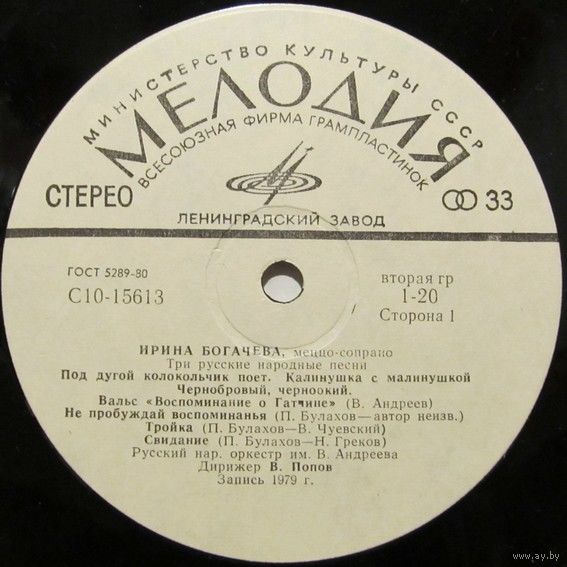 МИНИСТЕРСТВО КУЛЬТУРЫ СССР
МЕЛОДИЯ
ВСЕСОЮЗНАЯ ФИРМА ГРАМПЛАСТИНОК
СТЕРЕО
33
ЛЕНИНГРАДСКИЙ ЗАВОД
ГОСТ 5289-80
С10-15613
вторая гр
1-20
Сторона 1
ИРИНА БОГАЧЕВА, меццо-сопрано
Три русские народные песни
Под дугой колокольчик поет. Калинушка с малинушкой
Чернобровый, черноокий.
Вальс «Воспоминание о Гатчине» (В. Андреев)
Не пробуждай воспоминанья (П. Булахов—автор неизв.)
Тройка (П. Булахов—В. Чуевский)
Свидание (П. Булахов—Н. Греков)
Русский нар. оркестр им. В. Андреева
Дирижер В. Попов
Запись 1979 г.
www.ay.by